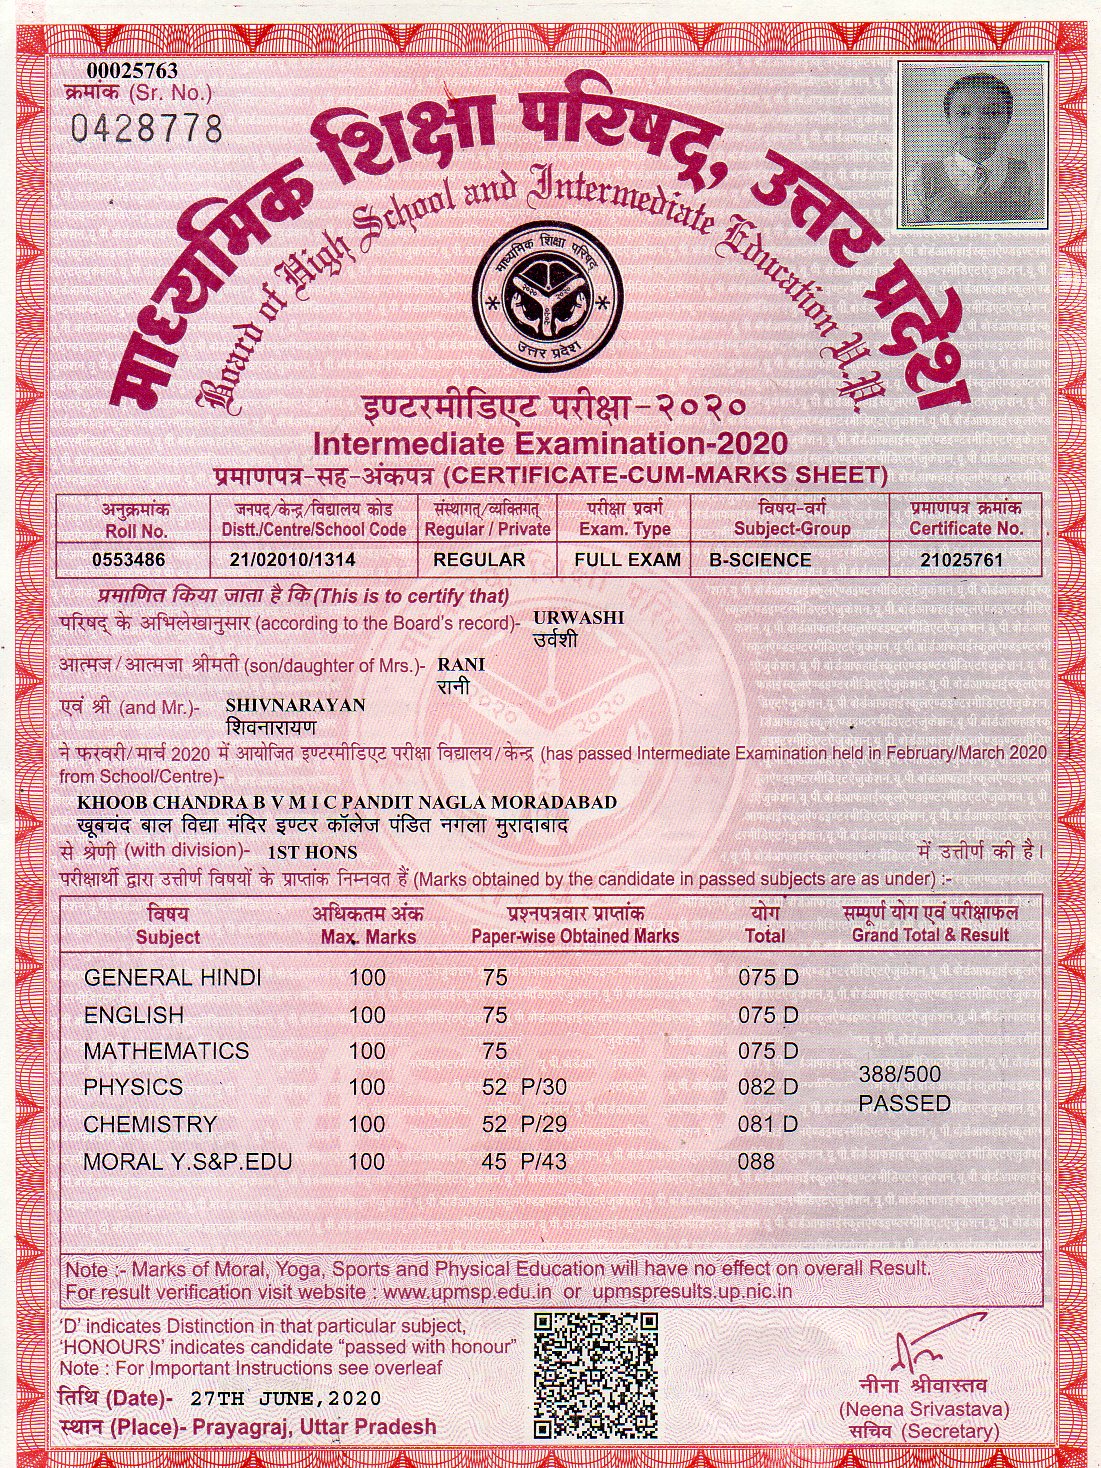 00025763
क्रमांक (Sr. No.)
0428778
माध्यमिक शिक्षा परिषद्, उत्तर प्रदेश
Board of High School and Intermediate Education U.P.
माध्यमिक शिक्षा परिषद्
उत्तर प्रदेश
इण्टरमीडिएट परीक्षा-२०२०
Intermediate Examination-2020
प्रमाणपत्र-सह-अंकपत्र (CERTIFICATE-CUM-MARKS SHEET)
अनुक्रमांक जनपद/केन्द्र/विद्यालय कोड संस्थागत्/व्यक्तिगत् परीक्षा प्रवर्ग विषय-वर्ग प्रमाणपत्र क्रमांक
Roll No. Distt./Centre/School Code Regular / Private Exam. Type Subject-Group Certificate No.
0553486 21/02010/1314 REGULAR FULL EXAM B-SCIENCE 21025761
प्रमाणित किया जाता है कि (This is to certify that)
परिषद् के अभिलेखानुसार (according to the Board's record)- URWASHI
उर्वशी
आत्मज/आत्मजा श्रीमती (son/daughter of Mrs.)- RANI
रानी
एवं श्री (and Mr.)- SHIVNARAYAN
शिवनारायण
ने फरवरी/मार्च 2020 में आयोजित इण्टरमीडिएट परीक्षा विद्यालय/केन्द्र (has passed Intermediate Examination held in February/March 2020
from School/Centre)-
KHOOB CHANDRA B V M I C PANDIT NAGLA MORADABAD
खूबचंद बाल विद्या मंदिर इण्टर कॉलेज पंडित नगला मुरादाबाद
से श्रेणी (with division)- 1ST HONS में उत्तीर्ण की है।
परीक्षार्थी द्वारा उत्तीर्ण विषयों के प्राप्तांक निम्नवत हैं (Marks obtained by the candidate in passed subjects are as under) :-
विषय अधिकतम अंक प्रश्नपत्रवार प्राप्तांक योग सम्पूर्ण योग एवं परीक्षाफल
Subject Max. Marks Paper-wise Obtained Marks Total Grand Total & Result
GENERAL HINDI 100 75 075 D
ENGLISH 100 75 075 D
MATHEMATICS 100 75 075 D
388/500
PHYSICS 100 52 P/30 082 D
PASSED
CHEMISTRY 100 52 P/29 081 D
MORAL Y.S&P.EDU 100 45 P/43 088
Note :- Marks of Moral, Yoga, Sports and Physical Education will have no effect on overall Result.
For result verification visit website : www.upmsp.edu.in or upmspresults.up.nic.in
'D' indicates Distinction in that particular subject,
'HONOURS' indicates candidate "passed with honour"
Note : For Important Instructions see overleaf
तिथि (Date)- 27TH JUNE,2020
स्थान (Place)- Prayagraj, Uttar Pradesh
नीना श्रीवास्तव
(Neena Srivastava)
सचिव (Secretary)